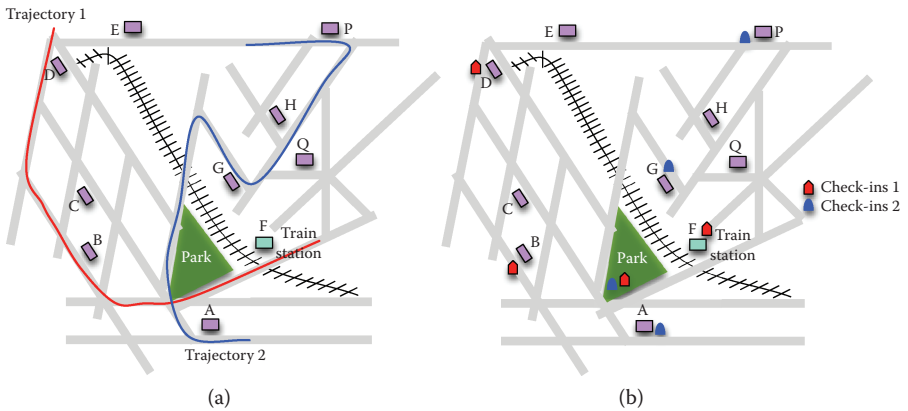 Trajectory 1
E
P
D
H
Q
G
C
B
F
Train
station
Park
A
Trajectory 2
(a)
E
P
D
H
Q
G
C
Check-ins 1
Check-ins 2
B
F
Train
station
Park
A
(b)